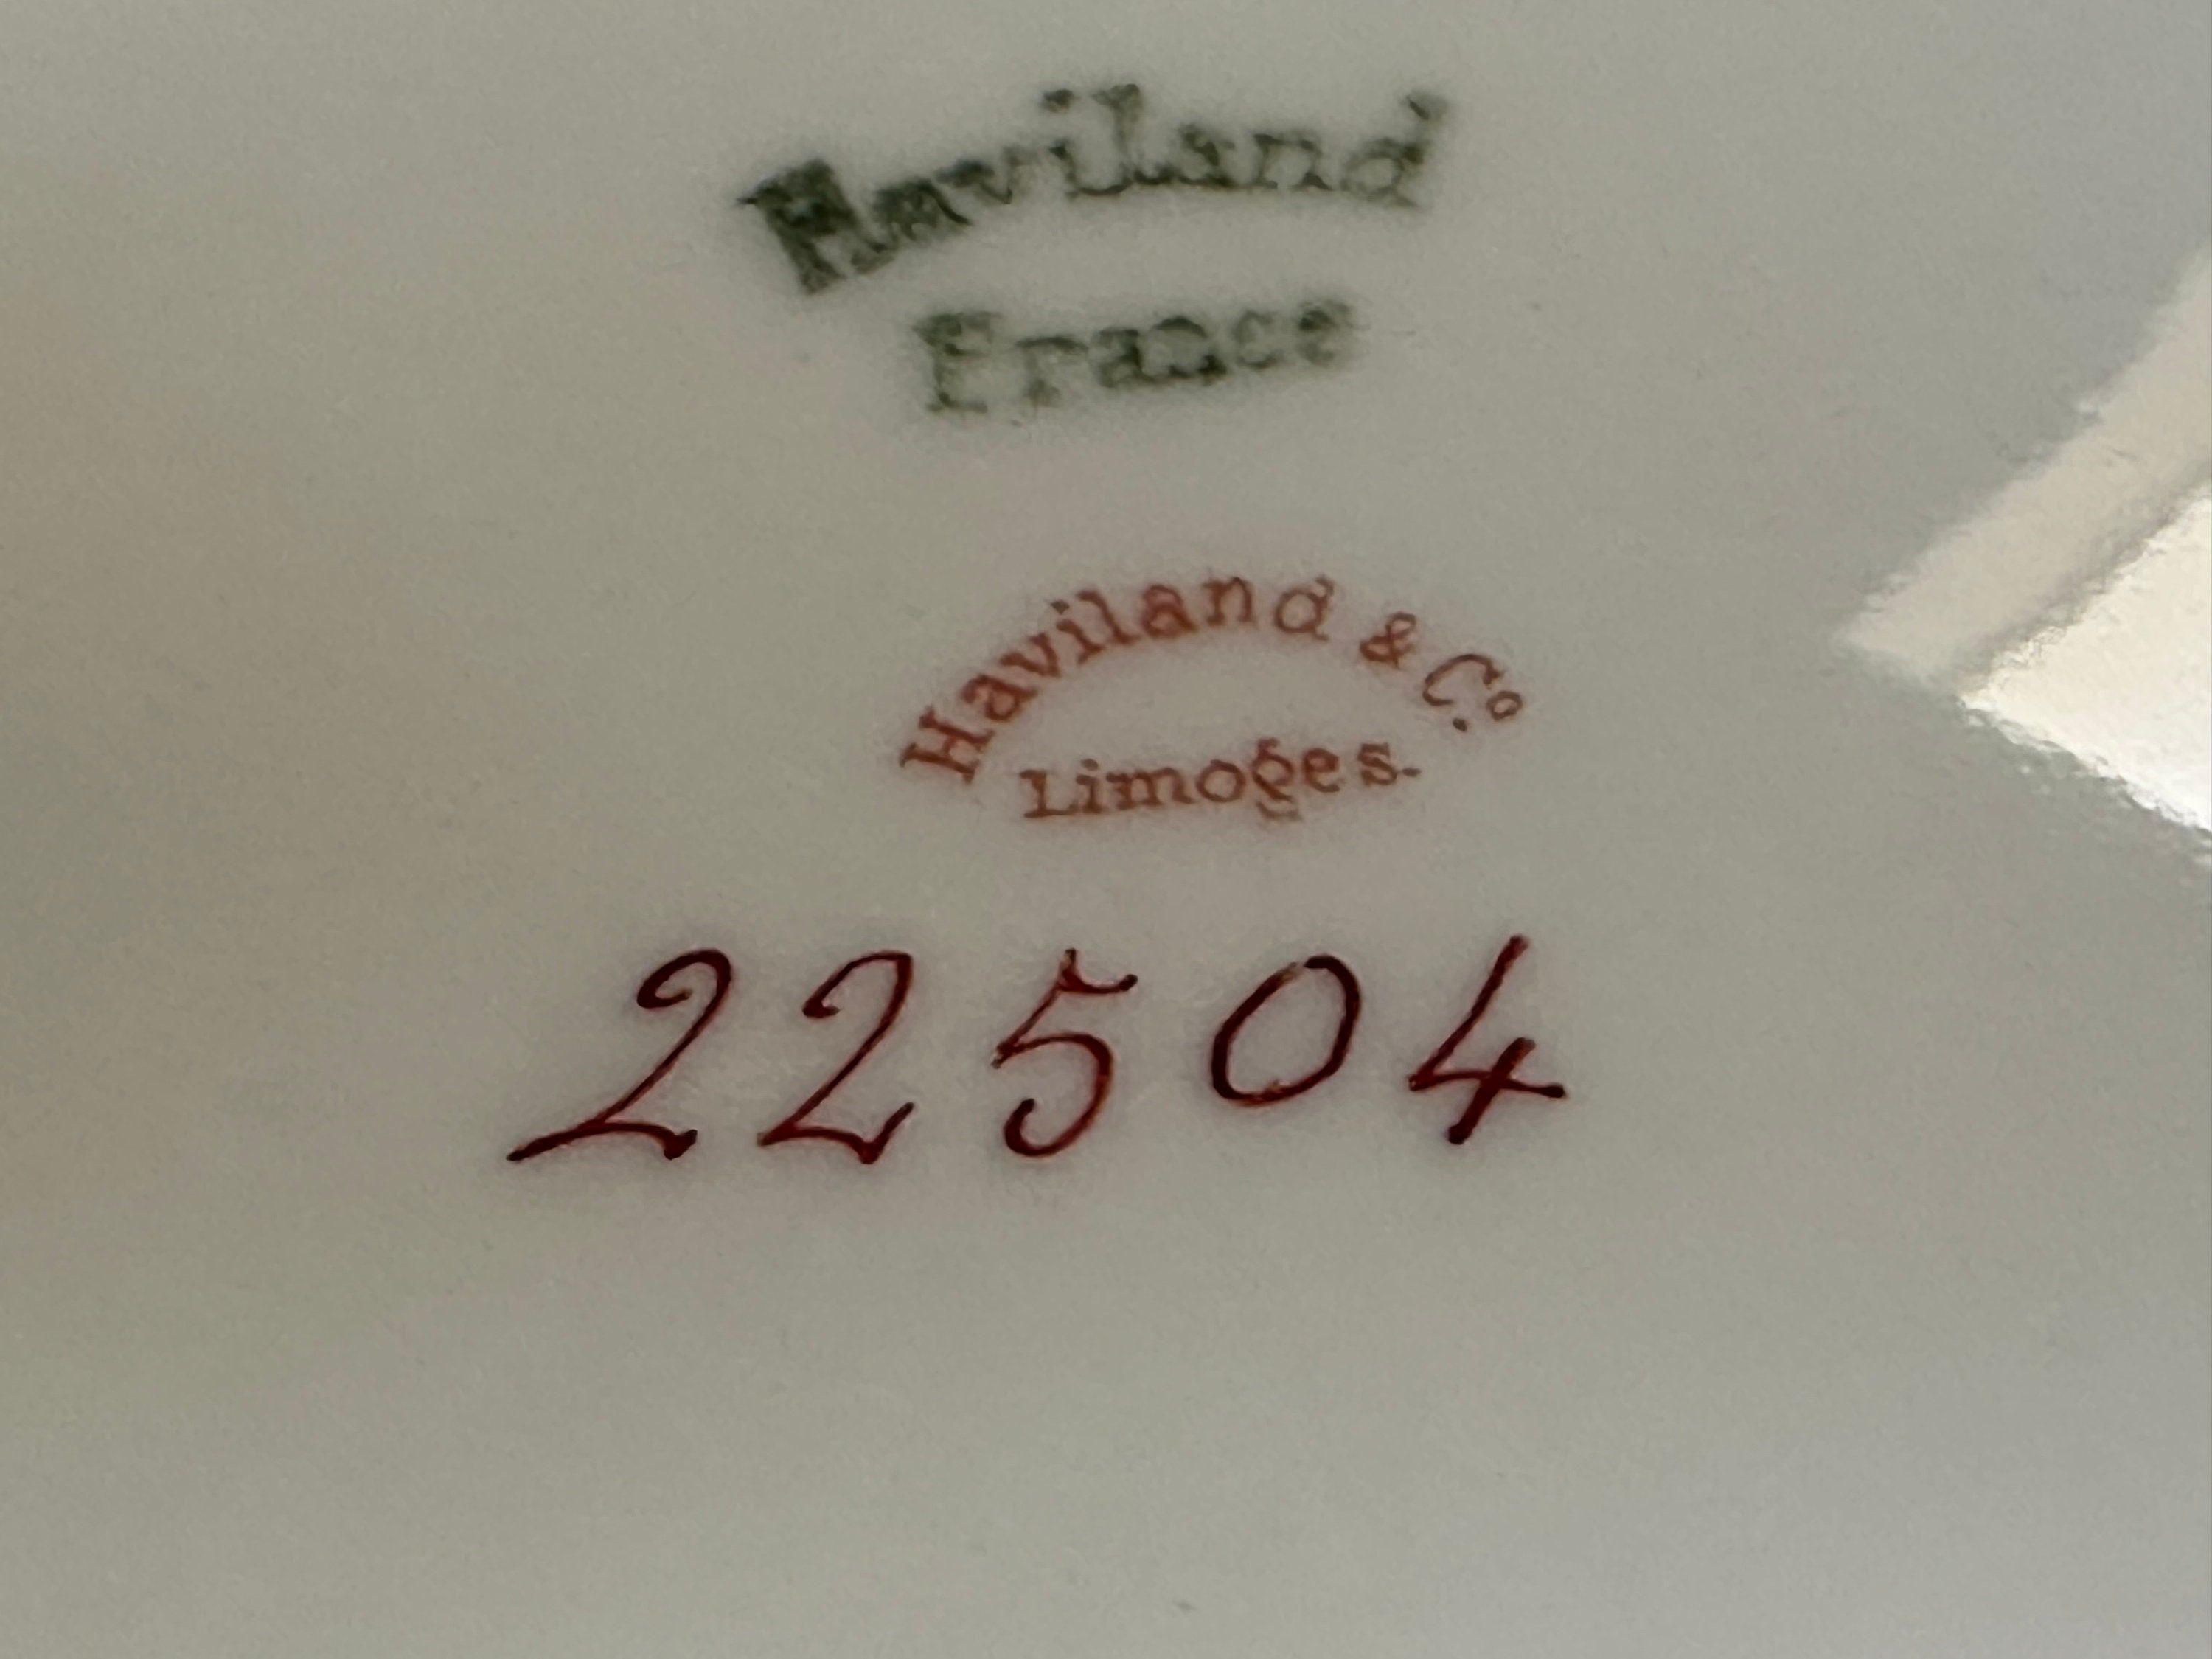 Haviland
France
Haviland & Cº.
Limoges.
22504